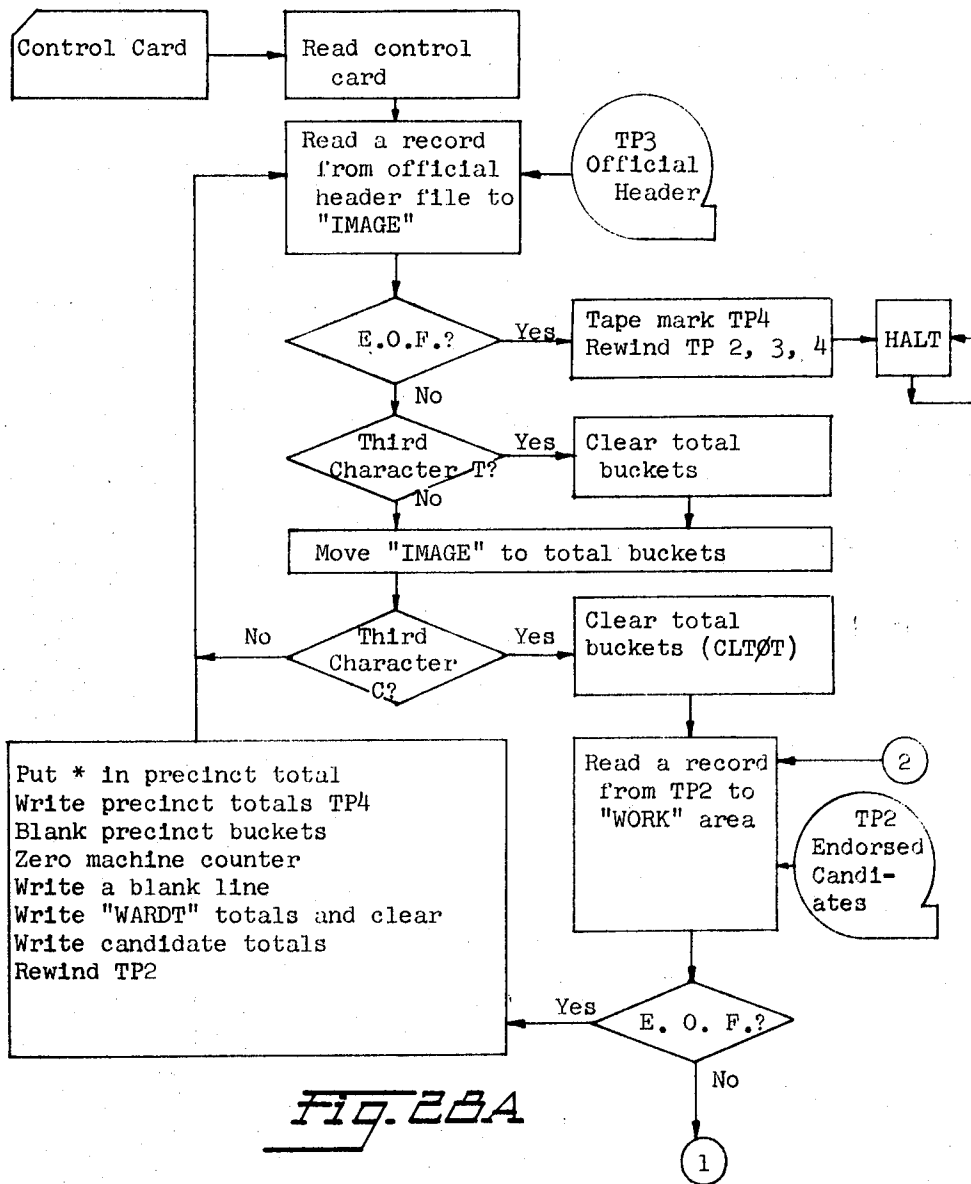 Control Card
Read control
card
Read a record
from official
header file to
"IMAGE"
TP3
Official
Header
E.O.F.?
Yes
Tape mark TP4
Rewind TP 2, 3, 4
HALT
No
Third
Character T?
Yes
Clear total
buckets
No
Move "IMAGE" to total buckets
No
Third
Character
C?
Yes
Clear total
buckets (CLTØT)
Put * in precinct total
Write precinct totals TP4
Blank precinct buckets
Zero machine counter
Write a blank line
Write "WARDT" totals and clear
Write candidate totals
Rewind TP2
Read a record
from TP2 to
"WORK" area
2
TP2
Endorsed
Candi-
ates
Yes
E. O. F.?
No
1
Fig. 28A